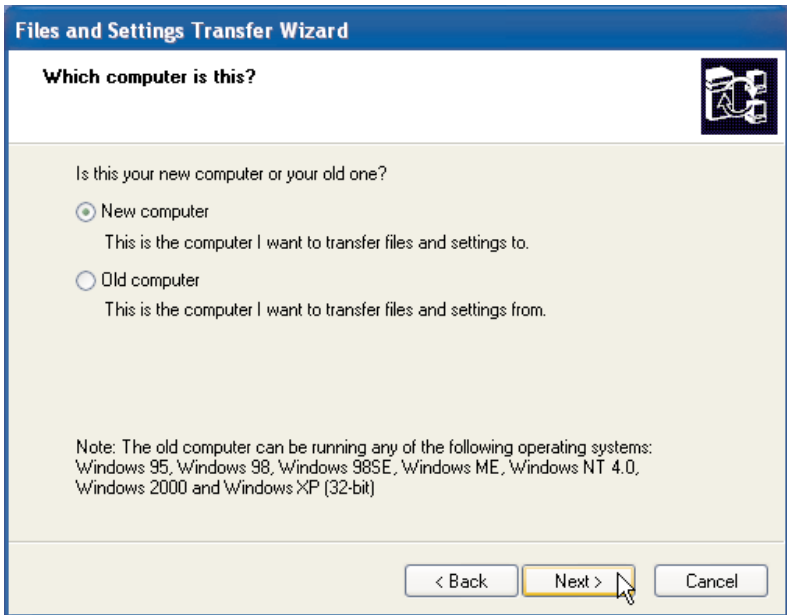 Files and Settings Transfer Wizard
Which computer is this?
Is this your new computer or your old one?
New computer
This is the computer I want to transfer files and settings to.
Old computer
This is the computer I want to transfer files and settings from.
Note: The old computer can be running any of the following operating systems:
Windows 95, Windows 98, Windows 98SE, Windows ME, Windows NT 4.0,
Windows 2000 and Windows XP (32-bit)
< Back Next > Cancel